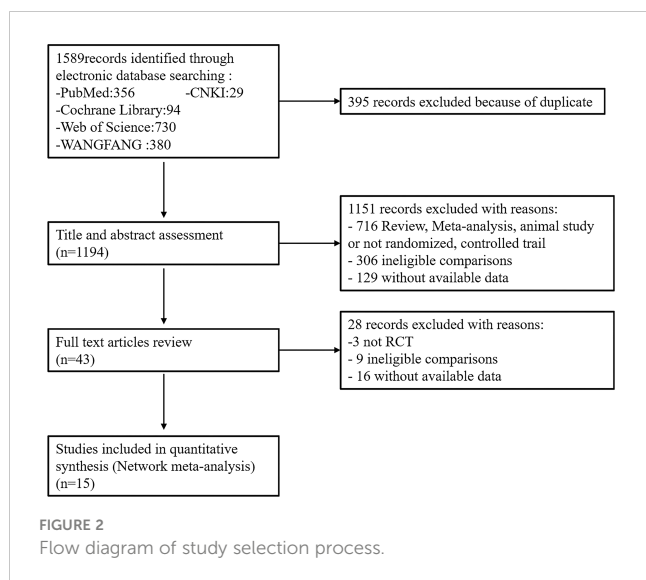 1589records identified through
electronic database searching :
-PubMed:356 -CNKI:29
-Cochrane Library:94
-Web of Science:730
-WANGFANG :380
395 records excluded because of duplicate
Title and abstract assessment
(n=1194)
1151 records excluded with reasons:
- 716 Review, Meta-analysis, animal study
or not randomized, controlled trail
- 306 ineligible comparisons
- 129 without available data
Full text articles review
(n=43)
28 records excluded with reasons:
-3 not RCT
- 9 ineligible comparisons
- 16 without available data
Studies included in quantitative
synthesis (Network meta-analysis)
(n=15)
FIGURE 2
Flow diagram of study selection process.